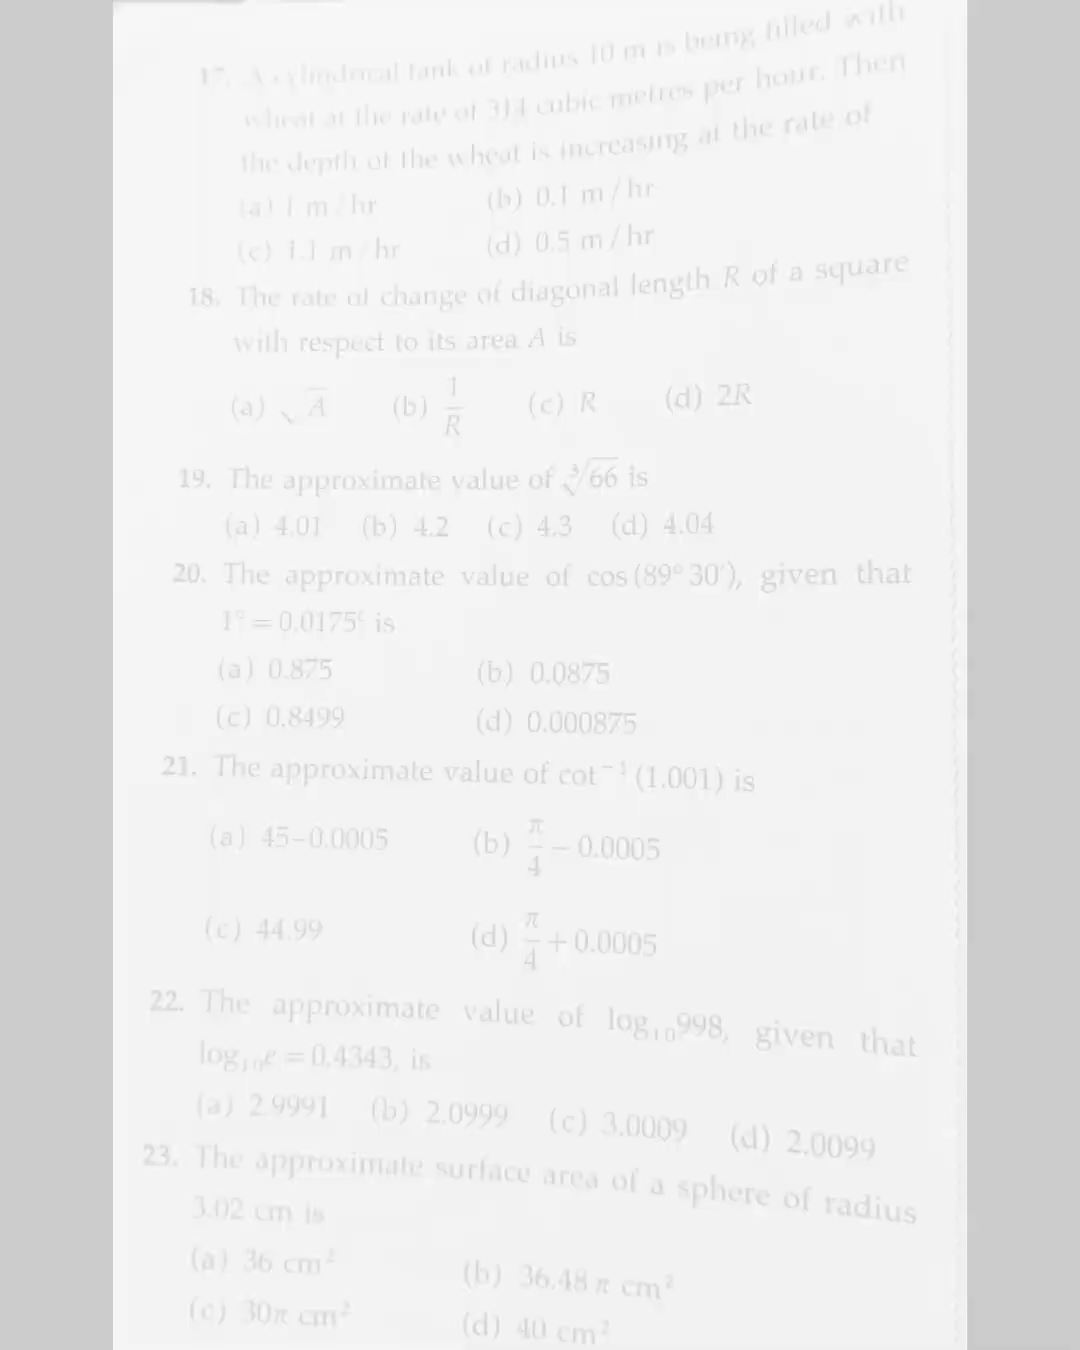 17. A cylindrical tank of radius 10 m is being filled with
wheat at the rate of 314 cubic metres per hour. Then
the depth of the wheat is increasing at the rate of
(a) 1 m/hr (b) 0.1 m/hr
(c) 1.1 m/hr (d) 0.5 m/hr
18. The rate of change of diagonal length R of a square
with respect to its area A is
(a) √A (b) 1/R (c) R (d) 2R
19. The approximate value of ∛66 is
(a) 4.01 (b) 4.2 (c) 4.3 (d) 4.04
20. The approximate value of cos (89° 30′), given that
1° = 0.0175ᶜ is
(a) 0.875 (b) 0.0875
(c) 0.8499 (d) 0.000875
21. The approximate value of cot⁻¹ (1.001) is
(a) 45–0.0005 (b) π/4 – 0.0005
(c) 44.99 (d) π/4 + 0.0005
22. The approximate value of log₁₀998, given that
log₁₀e = 0.4343, is
(a) 2.9991 (b) 2.0999 (c) 3.0009 (d) 2.0099
23. The approximate surface area of a sphere of radius
3.02 cm is
(a) 36 cm² (b) 36.48 π cm²
(c) 30π cm² (d) 40 cm²